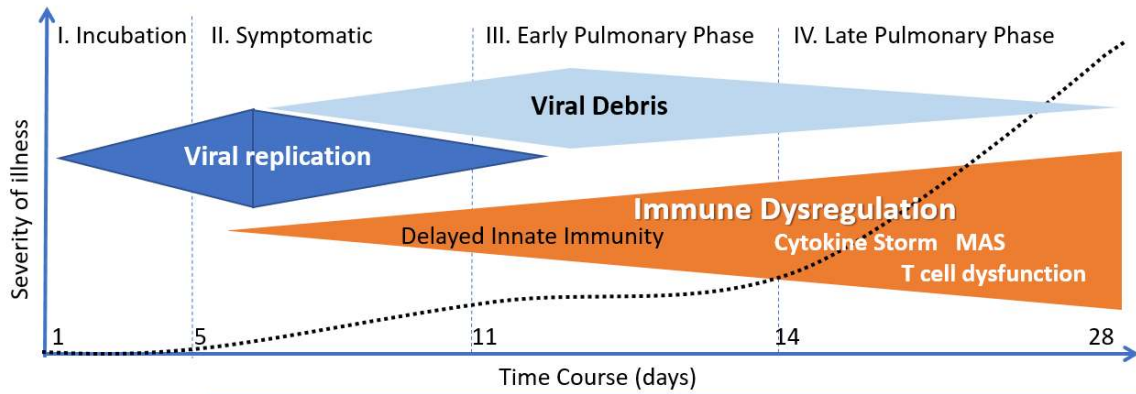 I. Incubation
II. Symptomatic
III. Early Pulmonary Phase
IV. Late Pulmonary Phase
Viral Debris
Viral replication
Immune Dysregulation
Delayed Innate Immunity
Cytokine Storm MAS
T cell dysfunction
Severity of illness
1
5
11
14
28
Time Course (days)